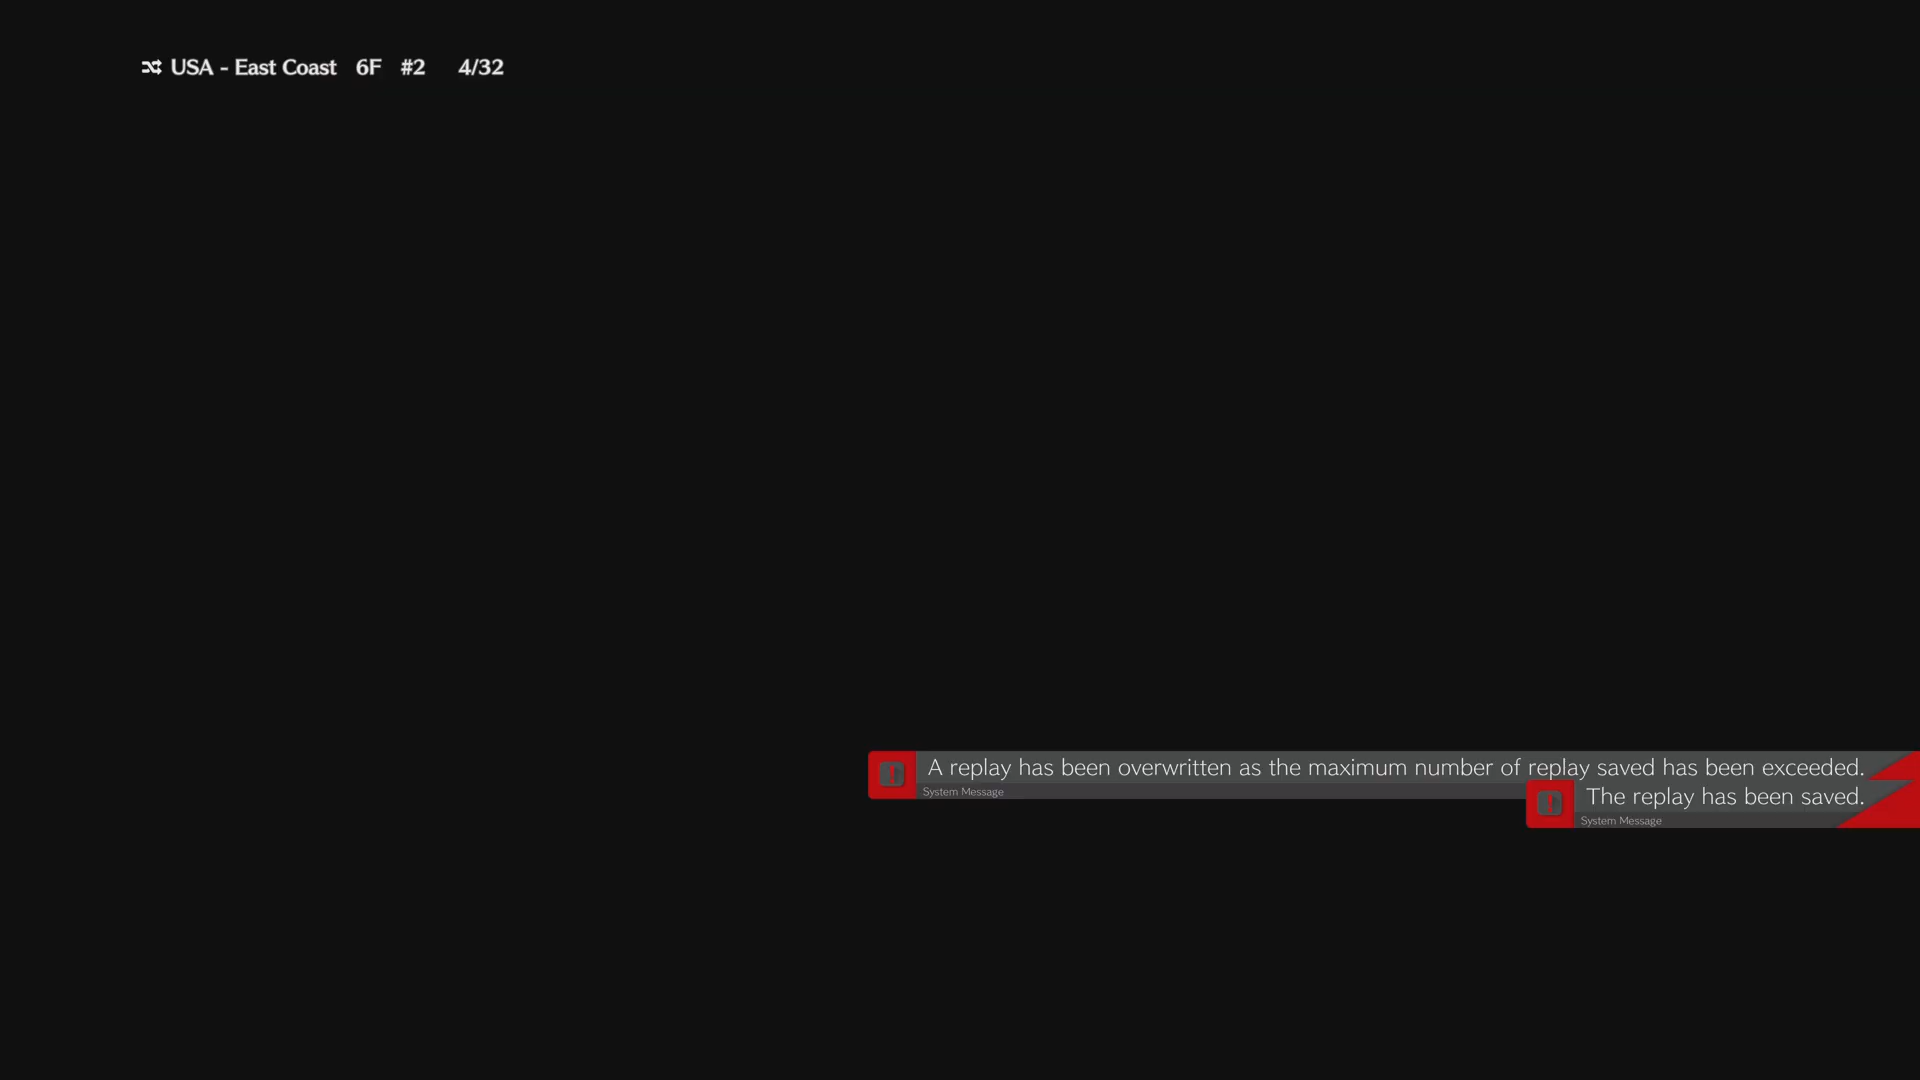 USA - East Coast 6F #2 4/32
A replay has been overwritten as the maximum number of replay saved has been exceeded.
System Message
The replay has been saved.
System Message